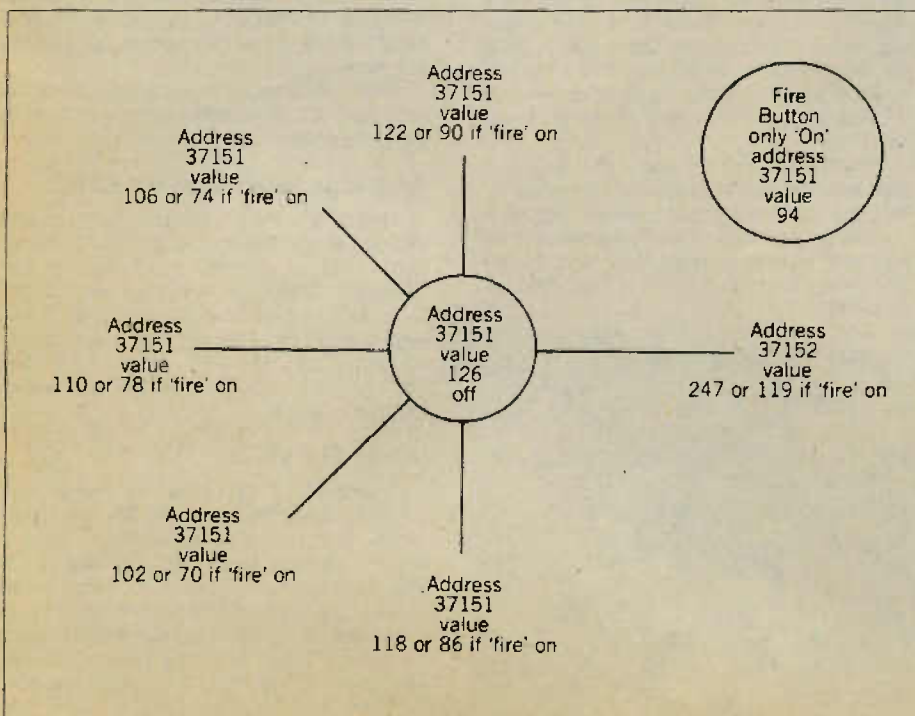 Address
37151
value
122 or 90 if 'fire' on
Fire
Button
only 'On'
address
37151
value
94
Address
37151
value
106 or 74 if 'fire' on
Address
37151
value
110 or 78 if 'fire' on
Address
37151
value
126
off
Address
37152
value
247 or 119 if 'fire' on
Address
37151
value
102 or 70 if 'fire' on
Address
37151
value
118 or 86 if 'fire' on